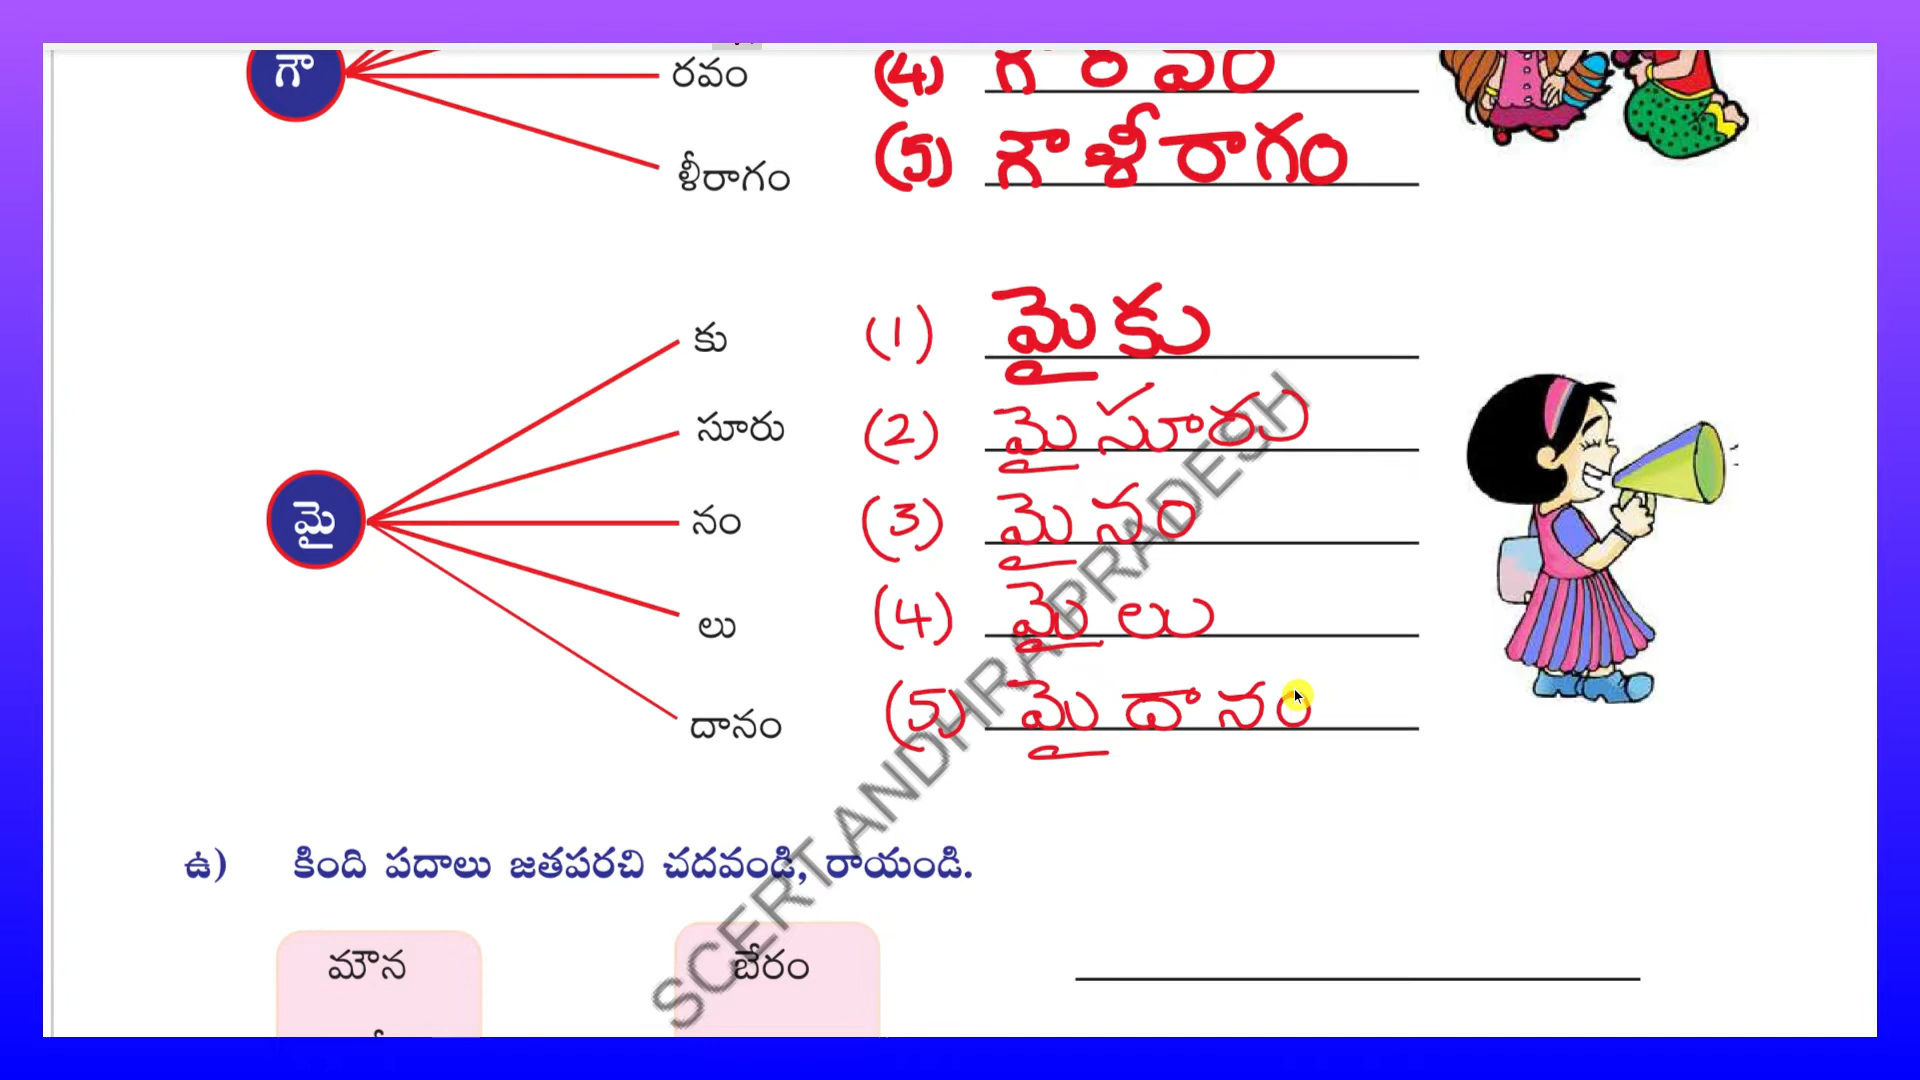 గౌ
రవం (4) గౌరవం
ళీరాగం (5) గౌళీరాగం
మై
కు (1) మైకు
సూరు (2) మైసూరు
నం (3) మైనం
లు (4) మైలు
దానం (5) మైదానం
ఉ) కింది పదాలు జతపరచి చదవండి, రాయండి.
మౌన బేరం
SCERT ANDHRA PRADESH